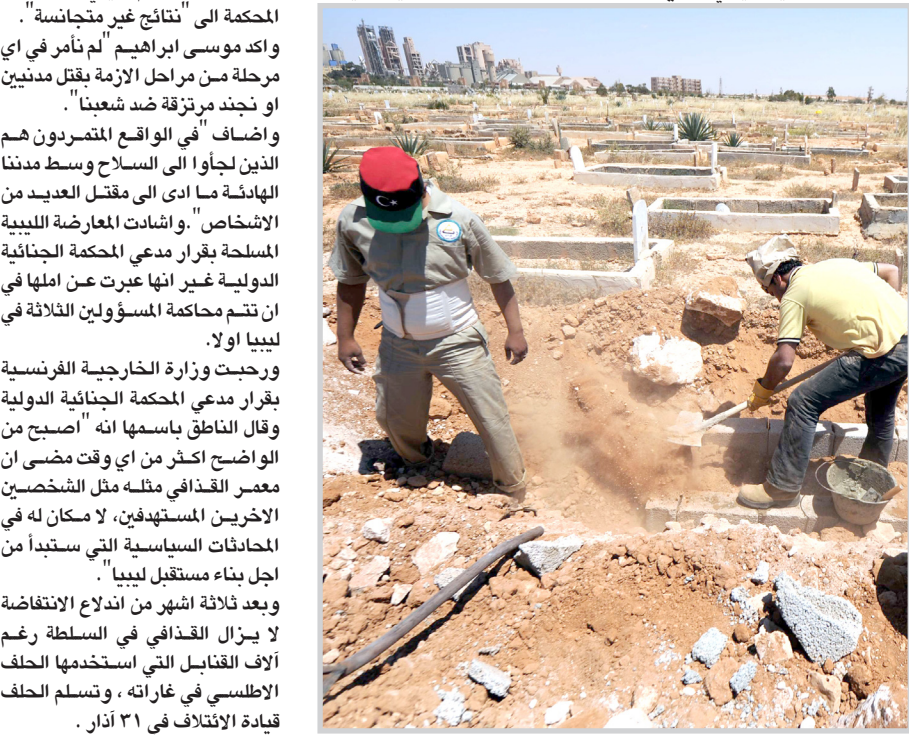 المحكمة الى "نتائج غير متجانسة".
واكد موسى ابراهيم "لم نأمر في اي
مرحلة من مراحل الازمة بقتل مدنيين
او نجند مرتزقة ضد شعبنا".
واضاف "في الواقع المتمردون هم
الذين لجأوا الى السلاح وسط مدننا
الهادئة ما ادى الى مقتل العديد من
الاشخاص".واشادت المعارضة الليبية
المسلحة بقرار مدعي المحكمة الجنائية
الدولية غير انها عبرت عن املها في
ان تتم محاكمة المسؤولين الثلاثة في
ليبيا اولا.
ورحبت وزارة الخارجية الفرنسية
بقرار مدعي المحكمة الجنائية الدولية
وقال الناطق باسمها انه "اصبح من
الواضح اكثر من اي وقت مضى ان
معمر القذافي مثله مثل الشخصين
الاخرين المستهدفين، لا مكان له في
المحادثات السياسية التي ستبدأ من
اجل بناء مستقبل ليبيا".
وبعد ثلاثة اشهر من اندلاع الانتفاضة
لا يزال القذافي في السلطة رغم
آلاف القنابل التي استخدمها الحلف
الاطلسي في غاراته ، وتسلم الحلف
قيادة الائتلاف في ٣١ آذار .